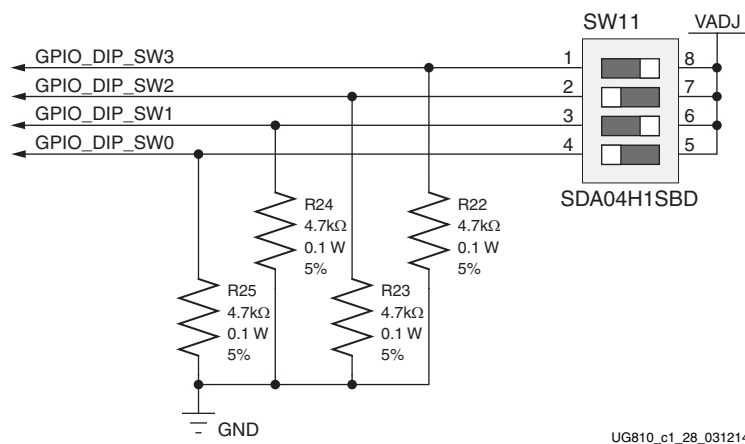 SW11
VADJ
GPIO_DIP_SW3
1
8
GPIO_DIP_SW2
2
7
GPIO_DIP_SW1
3
6
GPIO_DIP_SW0
4
5
SDA04H1SBD
R24
4.7kΩ
0.1 W
5%
R22
4.7kΩ
0.1 W
5%
R25
4.7kΩ
0.1 W
5%
R23
4.7kΩ
0.1 W
5%
GND
UG810_c1_28_031214